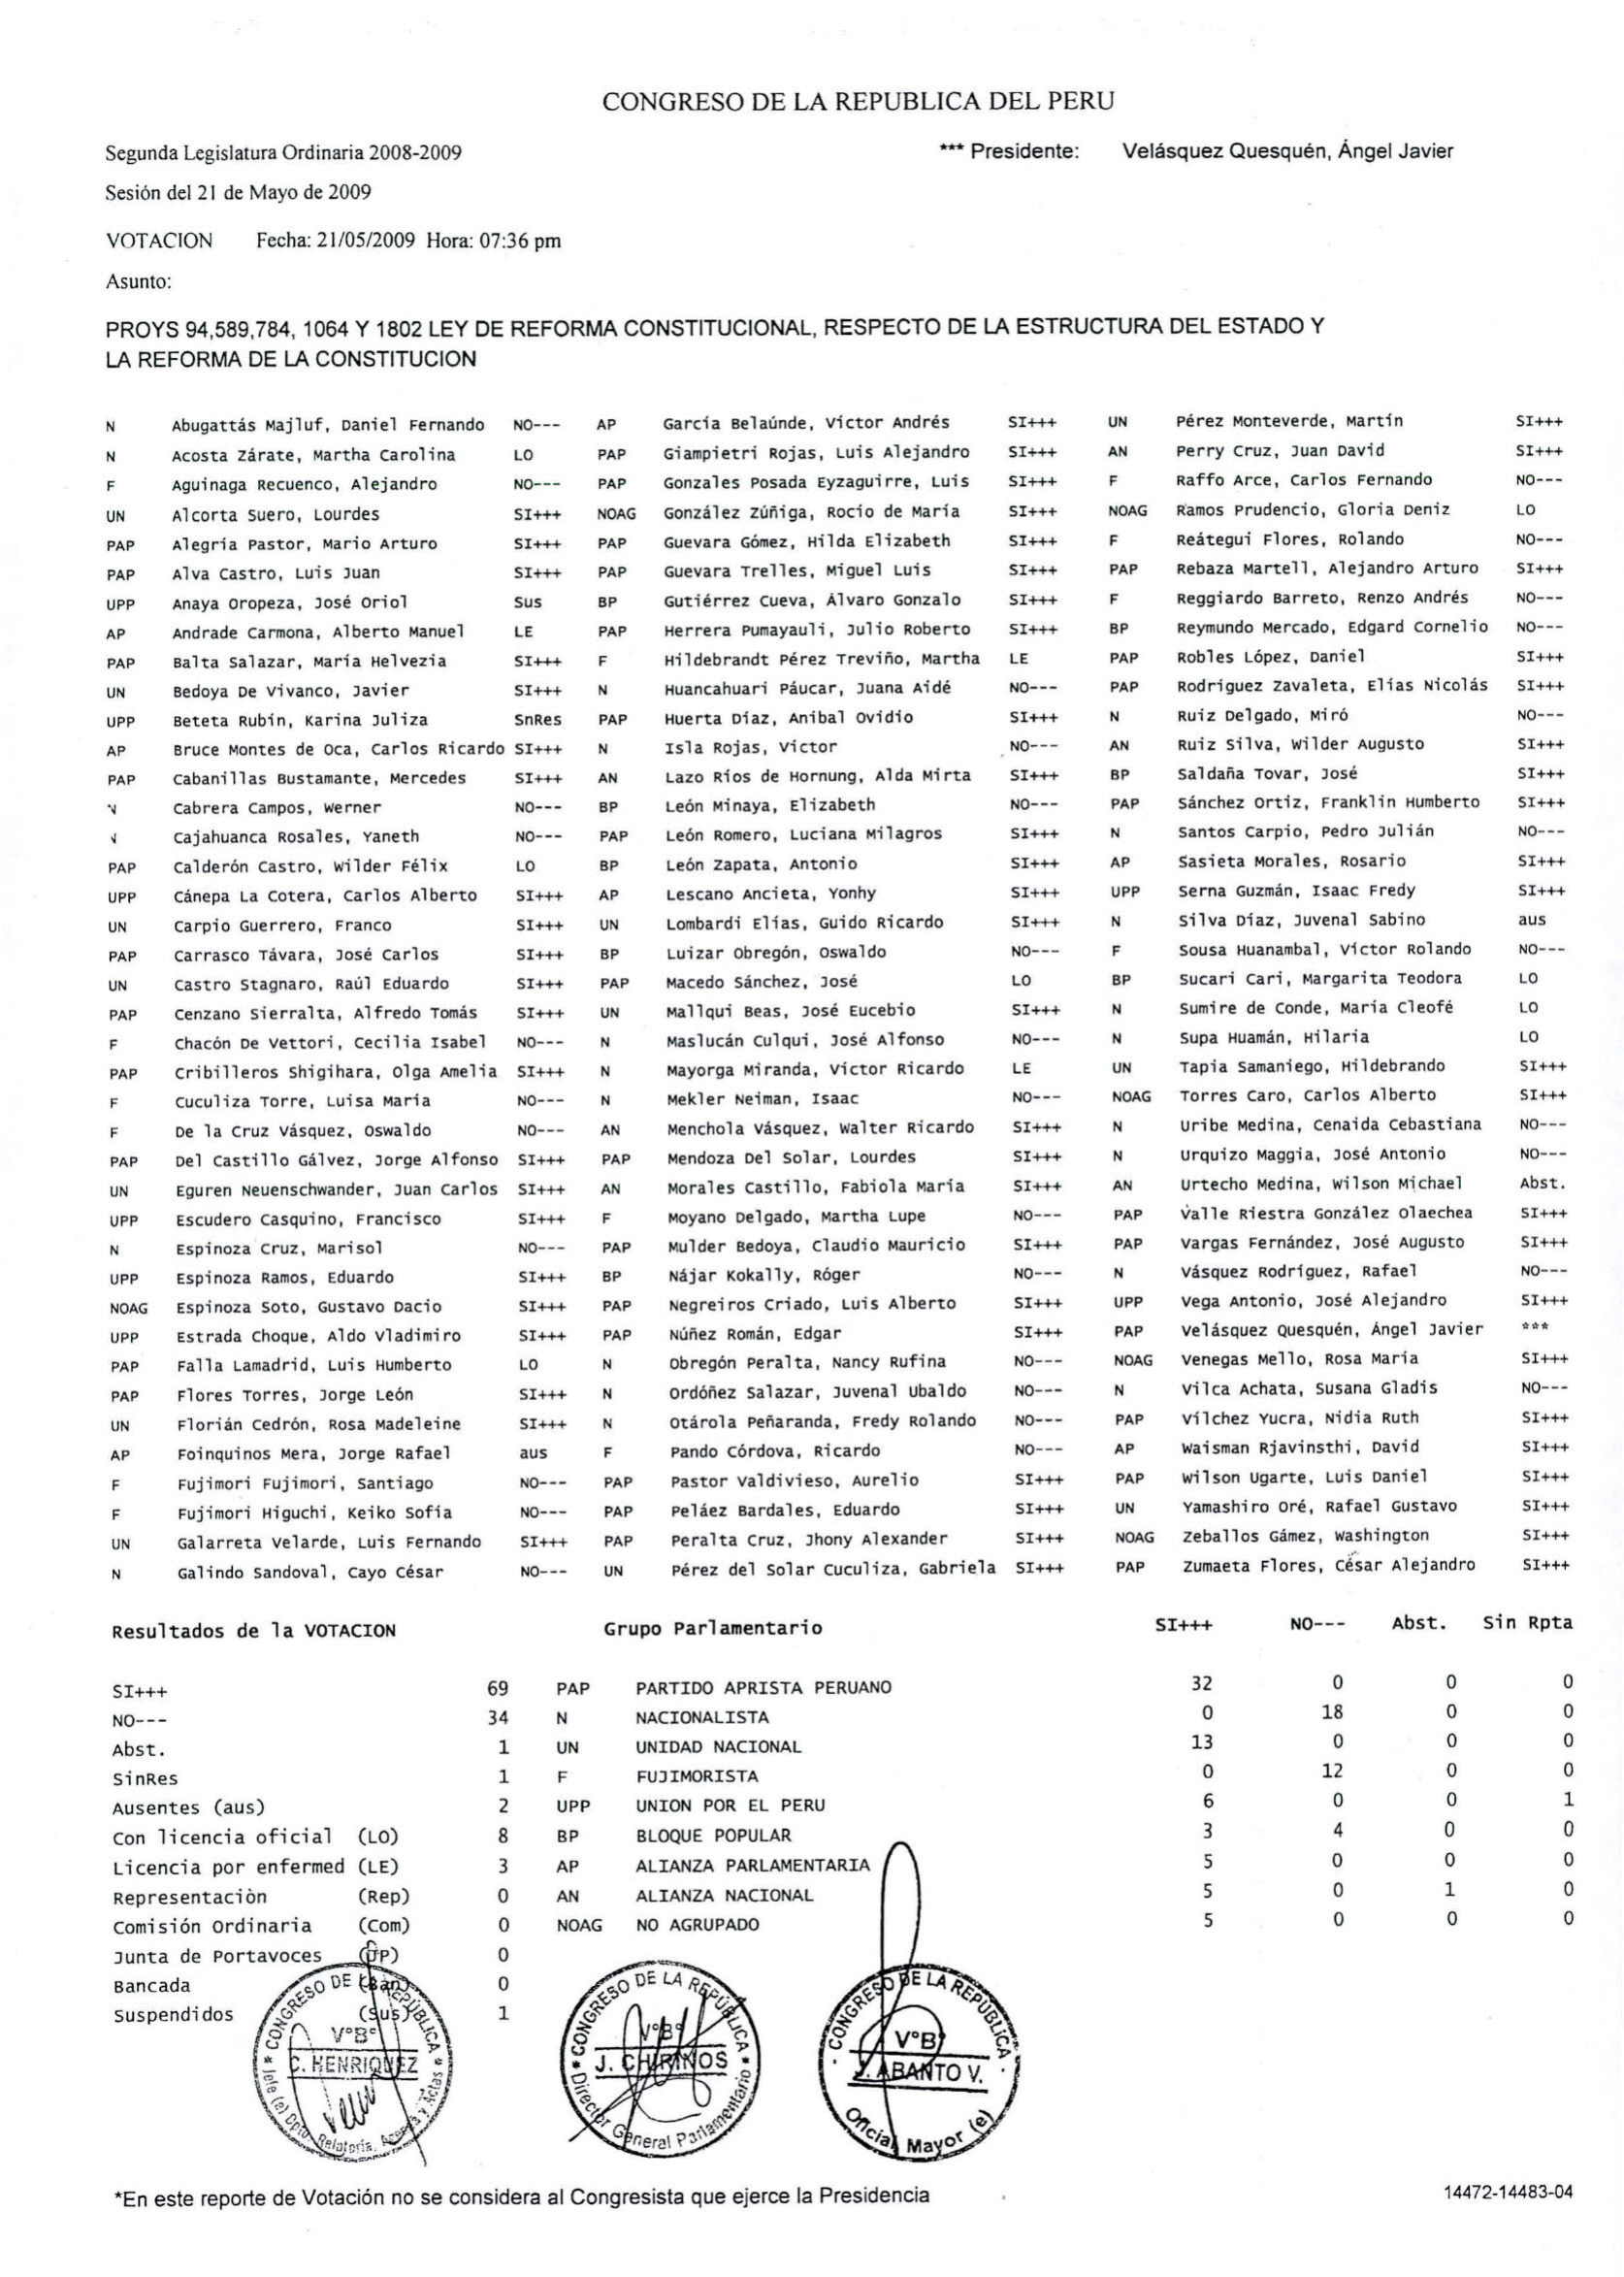 CONGRESO DE LA REPUBLICA DEL PERU
Segunda Legislatura Ordinaria 2008-2009 *** Presidente: Velásquez Quesquén, Ángel Javier
Sesión del 21 de Mayo de 2009
VOTACION Fecha: 21/05/2009 Hora: 07:36 pm
Asunto:
PROYS 94,589,784, 1064 Y 1802 LEY DE REFORMA CONSTITUCIONAL, RESPECTO DE LA ESTRUCTURA DEL ESTADO Y
LA REFORMA DE LA CONSTITUCION
N Abugattás Majluf, Daniel Fernando NO--- AP García Belaúnde, Víctor Andrés SI+++ UN Pérez Monteverde, Martín SI+++
N Acosta Zárate, Martha Carolina LO PAP Giampietri Rojas, Luis Alejandro SI+++ AN Perry Cruz, Juan David SI+++
F Aguinaga Recuenco, Alejandro NO--- PAP Gonzales Posada Eyzaguirre, Luis SI+++ F Raffo Arce, Carlos Fernando NO---
UN Alcorta Suero, Lourdes SI+++ NOAG González Zúñiga, Rocio de María SI+++ NOAG Ramos Prudencio, Gloria Deniz LO
PAP Alegría Pastor, Mario Arturo SI+++ PAP Guevara Gómez, Hilda Elizabeth SI+++ F Reátegui Flores, Rolando NO---
PAP Alva Castro, Luis Juan SI+++ PAP Guevara Trelles, Miguel Luis SI+++ PAP Rebaza Martell, Alejandro Arturo SI+++
UPP Anaya Oropeza, José Oriol Sus BP Gutiérrez Cueva, Álvaro Gonzalo SI+++ F Reggiardo Barreto, Renzo Andrés NO---
AP Andrade Carmona, Alberto Manuel LE PAP Herrera Pumayauli, Julio Roberto SI+++ BP Reymundo Mercado, Edgard Cornelio NO---
PAP Balta Salazar, María Helvezia SI+++ F Hildebrandt Pérez Treviño, Martha LE PAP Robles López, Daniel SI+++
UN Bedoya De Vivanco, Javier SI+++ N Huancahuari Páucar, Juana Aidé NO--- PAP Rodríguez Zavaleta, Elías Nicolás SI+++
UPP Beteta Rubín, Karina Juliza SnRes PAP Huerta Díaz, Anibal Ovidio SI+++ N Ruiz Delgado, Miró NO---
AP Bruce Montes de Oca, Carlos Ricardo SI+++ N Isla Rojas, Víctor NO--- AN Ruiz Silva, Wilder Augusto SI+++
PAP Cabanillas Bustamante, Mercedes SI+++ AN Lazo Ríos de Hornung, Alda Mirta SI+++ BP Saldaña Tovar, José SI+++
N Cabrera Campos, Werner NO--- BP León Minaya, Elizabeth NO--- PAP Sánchez Ortiz, Franklin Humberto SI+++
N Cajahuanca Rosales, Yaneth NO--- PAP León Romero, Luciana Milagros SI+++ N Santos Carpio, Pedro Julián NO---
PAP Calderón Castro, Wilder Félix LO BP León Zapata, Antonio SI+++ AP Sasieta Morales, Rosario SI+++
UPP Cánepa La Cotera, Carlos Alberto SI+++ AP Lescano Ancieta, Yonhy SI+++ UPP Serna Guzmán, Isaac Fredy SI+++
UN Carpio Guerrero, Franco SI+++ UN Lombardi Elías, Guido Ricardo SI+++ N Silva Díaz, Juvenal Sabino aus
PAP Carrasco Távara, José Carlos SI+++ BP Luizar Obregón, Oswaldo NO--- F Sousa Huanambal, Víctor Rolando NO---
UN Castro Stagnaro, Raúl Eduardo SI+++ PAP Macedo Sánchez, José LO BP Sucari Cari, Margarita Teodora LO
PAP Cenzano Sierralta, Alfredo Tomás SI+++ UN Mallqui Beas, José Eucebio SI+++ N Sumire de Conde, María Cleofé LO
F Chacón De Vettori, Cecilia Isabel NO--- N Maslucán Culqui, José Alfonso NO--- N Supa Huamán, Hilaria LO
PAP Cribilleros Shigihara, Olga Amelia SI+++ N Mayorga Miranda, Víctor Ricardo LE UN Tapia Samaniego, Hildebrando SI+++
F Cuculiza Torre, Luisa María NO--- N Mekler Neiman, Isaac NO--- NOAG Torres Caro, Carlos Alberto SI+++
F De la Cruz Vásquez, Oswaldo NO--- AN Menchola Vásquez, Walter Ricardo SI+++ N Uribe Medina, Cenaida Cebastiana NO---
PAP Del Castillo Gálvez, Jorge Alfonso SI+++ PAP Mendoza Del Solar, Lourdes SI+++ N Urquizo Maggia, José Antonio NO---
UN Eguren Neuenschwander, Juan Carlos SI+++ AN Morales Castillo, Fabiola María SI+++ AN Urtecho Medina, Wilson Michael Abst.
UPP Escudero Casquino, Francisco SI+++ F Moyano Delgado, Martha Lupe NO--- PAP Valle Riestra González Olaechea SI+++
N Espinoza Cruz, Marisol NO--- PAP Mulder Bedoya, Claudio Mauricio SI+++ PAP Vargas Fernández, José Augusto SI+++
UPP Espinoza Ramos, Eduardo SI+++ BP Nájar Kokally, Róger NO--- N Vásquez Rodríguez, Rafael NO---
NOAG Espinoza Soto, Gustavo Dacio SI+++ PAP Negreiros Criado, Luis Alberto SI+++ UPP Vega Antonio, José Alejandro SI+++
UPP Estrada Choque, Aldo Vladimiro SI+++ PAP Núñez Román, Edgar SI+++ PAP Velásquez Quesquén, Ángel Javier ***
PAP Falla Lamadrid, Luis Humberto LO N Obregón Peralta, Nancy Rufina NO--- NOAG Venegas Mello, Rosa María SI+++
PAP Flores Torres, Jorge León SI+++ N Ordóñez Salazar, Juvenal Ubaldo NO--- N Vilca Achata, Susana Gladis NO---
UN Florián Cedrón, Rosa Madeleine SI+++ N Otárola Peñaranda, Fredy Rolando NO--- PAP Vílchez Yucra, Nidia Ruth SI+++
AP Foinquinos Mera, Jorge Rafael aus F Pando Córdova, Ricardo NO--- AP Waisman Rjavinsthi, David SI+++
F Fujimori Fujimori, Santiago NO--- PAP Pastor Valdivieso, Aurelio SI+++ PAP Wilson Ugarte, Luis Daniel SI+++
F Fujimori Higuchi, Keiko Sofía NO--- PAP Peláez Bardales, Eduardo SI+++ UN Yamashiro Oré, Rafael Gustavo SI+++
UN Galarreta Velarde, Luis Fernando SI+++ PAP Peralta Cruz, Jhony Alexander SI+++ NOAG Zeballos Gámez, Washington SI+++
N Galindo Sandoval, Cayo César NO--- UN Pérez del Solar Cuculiza, Gabriela SI+++ PAP Zumaeta Flores, César Alejandro SI+++
Resultados de la VOTACION Grupo Parlamentario SI+++ NO--- Abst. Sin Rpta
SI+++ 69 PAP PARTIDO APRISTA PERUANO 32 0 0 0
NO--- 34 N NACIONALISTA 0 18 0 0
Abst. 1 UN UNIDAD NACIONAL 13 0 0 0
SinRes 1 F FUJIMORISTA 0 12 0 0
Ausentes (aus) 2 UPP UNION POR EL PERU 6 0 0 1
Con licencia oficial (LO) 8 BP BLOQUE POPULAR 3 4 0 0
Licencia por enfermed (LE) 3 AP ALIANZA PARLAMENTARIA 5 0 0 0
Representaciòn (Rep) 0 AN ALIANZA NACIONAL 5 0 1 0
Comisión Ordinaria (Com) 0 NOAG NO AGRUPADO 5 0 0 0
Junta de Portavoces (JP) 0
Bancada (Ban) 0
Suspendidos (Sus) 1
CONGRESO DE LA REPÚBLICA
V°B°
C. HENRIQUEZ
Jefe (e) Dpto. Relatoría, Agenda y Actas
CONGRESO DE LA REPÚBLICA
V°B°
J. CHIRINOS
Director General Parlamentario
CONGRESO DE LA REPÚBLICA
V°B°
J. ABANTO V.
Oficial Mayor (e)
*En este reporte de Votación no se considera al Congresista que ejerce la Presidencia 14472-14483-04